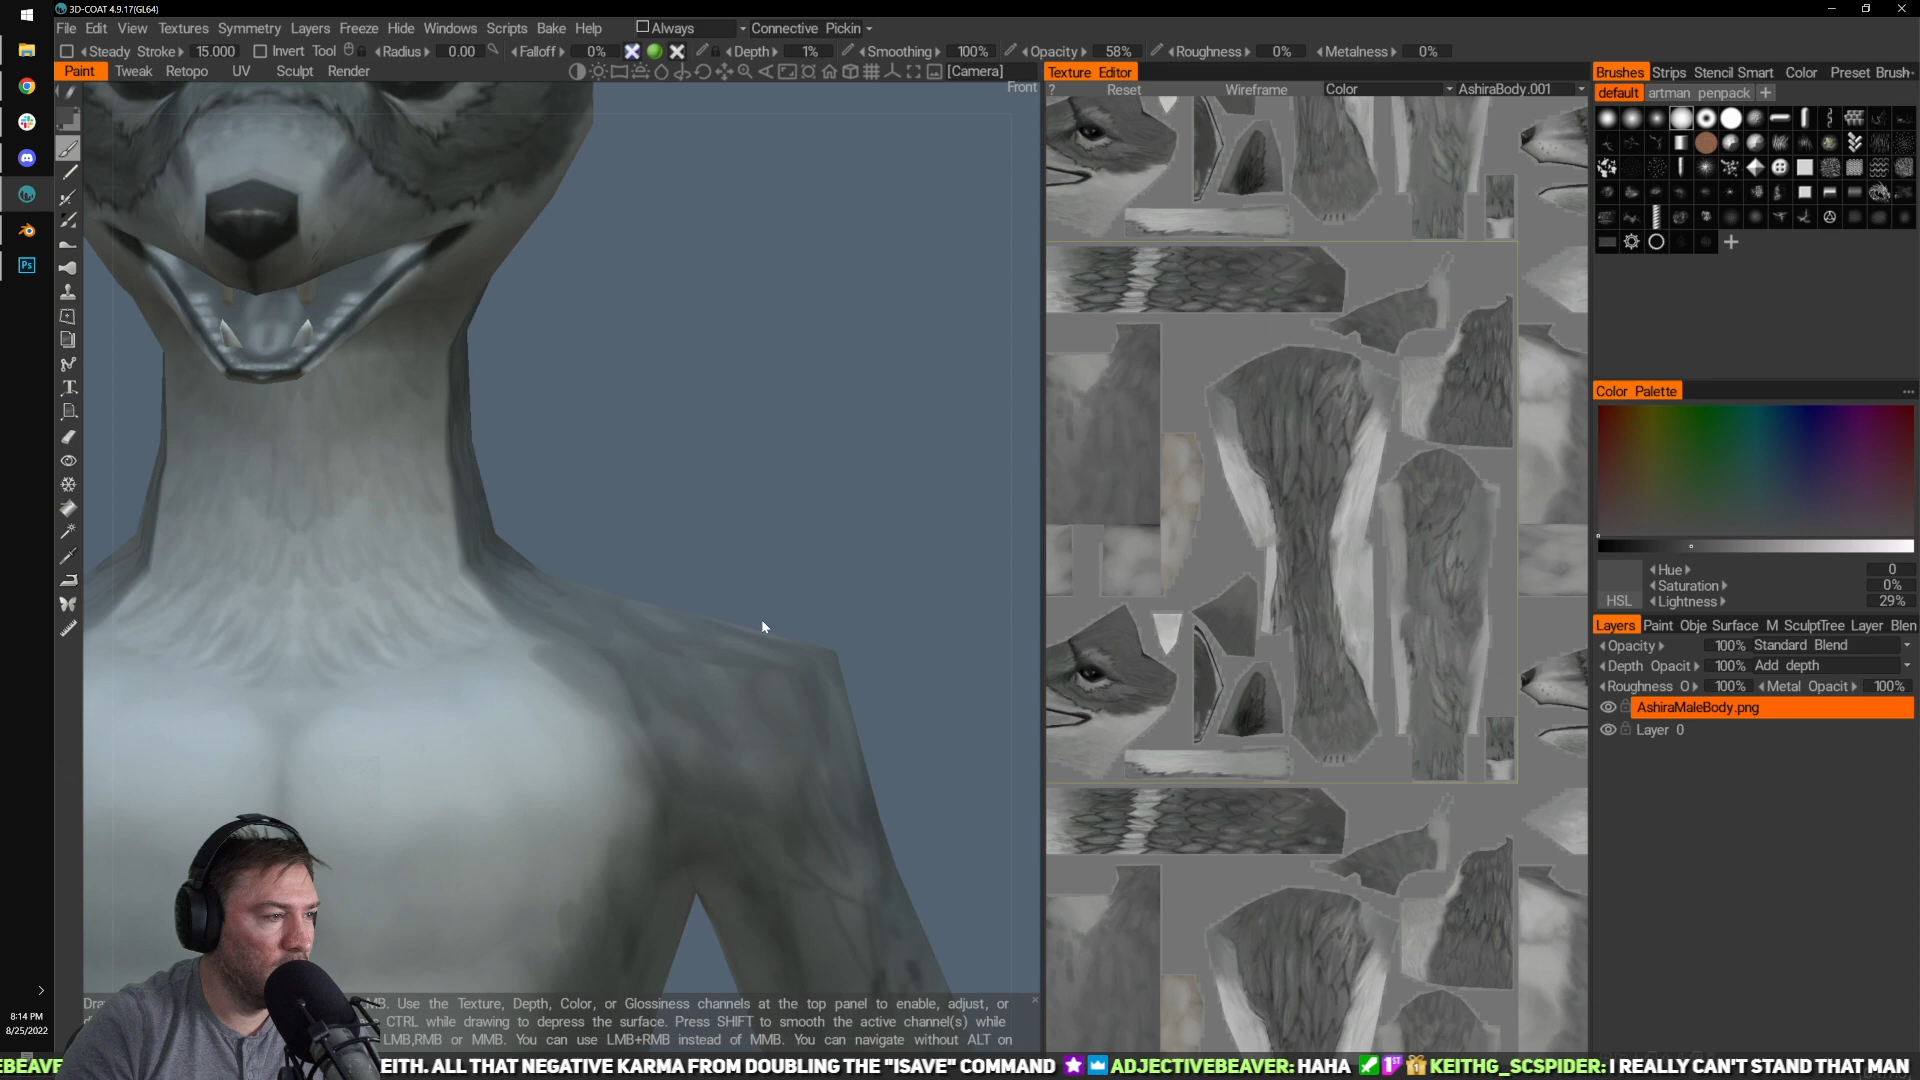 3D-COAT 4.9.17(GL64)
File Edit View Textures Symmetry Layers Freeze Hide Windows Scripts Bake Help Always Connective Pickin
Steady Stroke 15.000 Invert Tool Radius 0.00 Falloff 0% Depth 1% Smoothing 100% Opacity 58% Roughness 0% Metalness 0%
Paint Tweak Retopo UV Sculpt Render [Camera]
Front
Texture Editor
? Reset Wireframe Color AshiraBody.001
Brushes Strips Stencil Smart Color Preset Brush
default artman penpack +
Color Palette
Hue 0
Saturation 0%
HSL Lightness 29%
Layers Paint Obje Surface M SculptTree Layer Blen
Opacity 100% Standard Blend
Depth Opacit 100% Add depth
Roughness O 100% Metal Opacit 100%
AshiraMaleBody.png
Layer 0
Ps
8:14 PM
8/25/2022
Dra MB. Use the Texture, Depth, Color, or Glossiness channels at the top panel to enable, adjust, or
CTRL while drawing to depress the surface. Press SHIFT to smooth the active channel(s) while
LMB,RMB or MMB. You can use LMB+RMB instead of MMB. You can navigate without ALT on
EBEAVE EITH. ALL THAT NEGATIVE KARMA FROM DOUBLING THE "ISAVE" COMMAND ADJECTIVEBEAVER: HAHA 1ST KEITHG_SCSPIDER: I REALLY CAN'T STAND THAT MAN